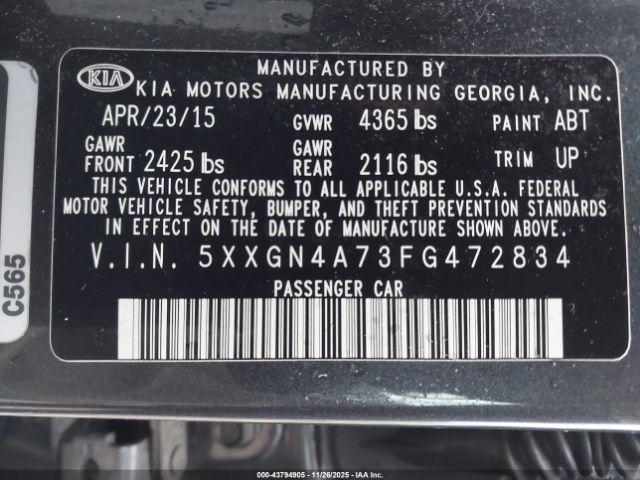 MANUFACTURED BY
KIA KIA MOTORS MANUFACTURING GEORGIA, INC.
APR/23/15 GVWR 4365 lbs PAINT ABT
GAWR FRONT 2425 lbs GAWR REAR 2116 lbs TRIM UP
THIS VEHICLE CONFORMS TO ALL APPLICABLE U.S.A. FEDERAL
MOTOR VEHICLE SAFETY, BUMPER, AND THEFT PREVENTION STANDARDS
IN EFFECT ON THE DATE OF MANUFACTURE SHOWN ABOVE.
V.I.N. 5XXGN4A73FG472834
PASSENGER CAR
C565
000-43794905 - 11/26/2025 - IAA Inc.